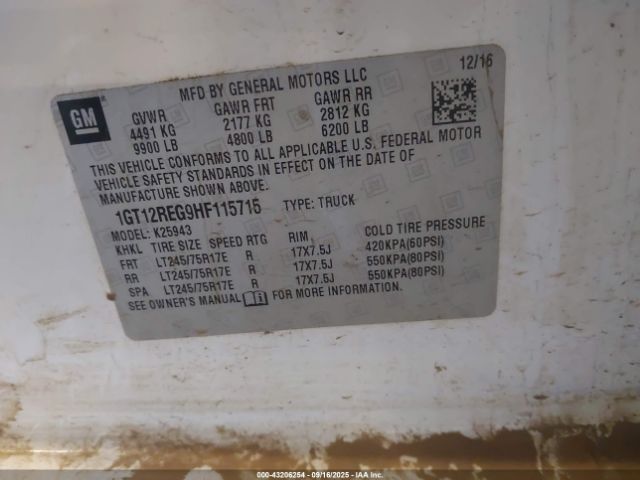 MFD BY GENERAL MOTORS LLC
12/16
GM
GVWR GAWR FRT GAWR RR
4491 KG 2177 KG 2812 KG
9900 LB 4800 LB 6200 LB
THIS VEHICLE CONFORMS TO ALL APPLICABLE U.S. FEDERAL MOTOR
VEHICLE SAFETY STANDARDS IN EFFECT ON THE DATE OF
MANUFACTURE SHOWN ABOVE.
1GT12REG9HF115715 TYPE: TRUCK
MODEL: K25943
KHKL TIRE SIZE SPEED RTG RIM COLD TIRE PRESSURE
FRT LT245/75R17E R 17X7.5J 420KPA(60PSI)
RR LT245/75R17E R 17X7.5J 550KPA(80PSI)
SPA LT245/75R17E R 17X7.5J 550KPA(80PSI)
SEE OWNER'S MANUAL FOR MORE INFORMATION.
000-43206254 - 09/16/2025 - IAAI.COM